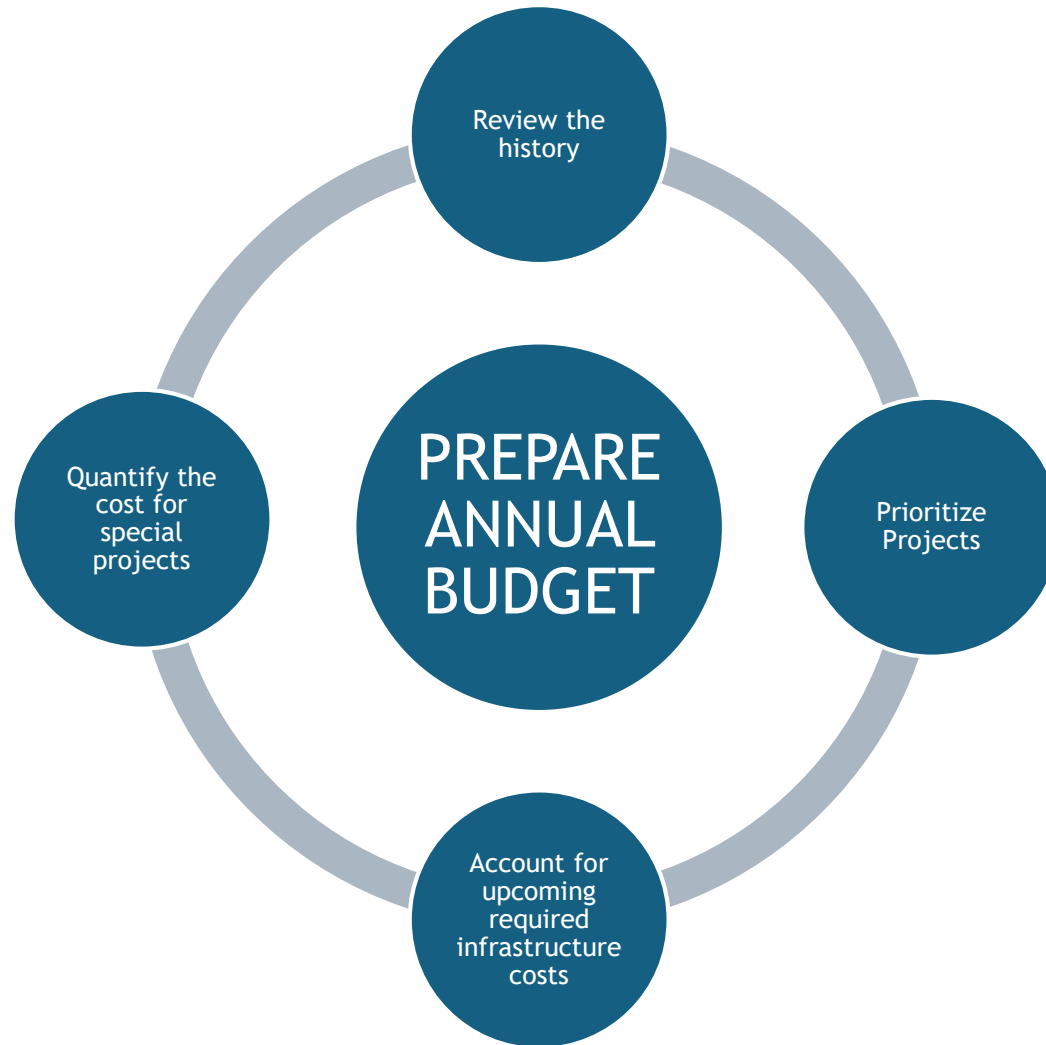 Review the
history
Quantify the
cost for
special
projects
PREPARE
ANNUAL
BUDGET
Prioritize
Projects
Account for
upcoming
required
infrastructure
costs